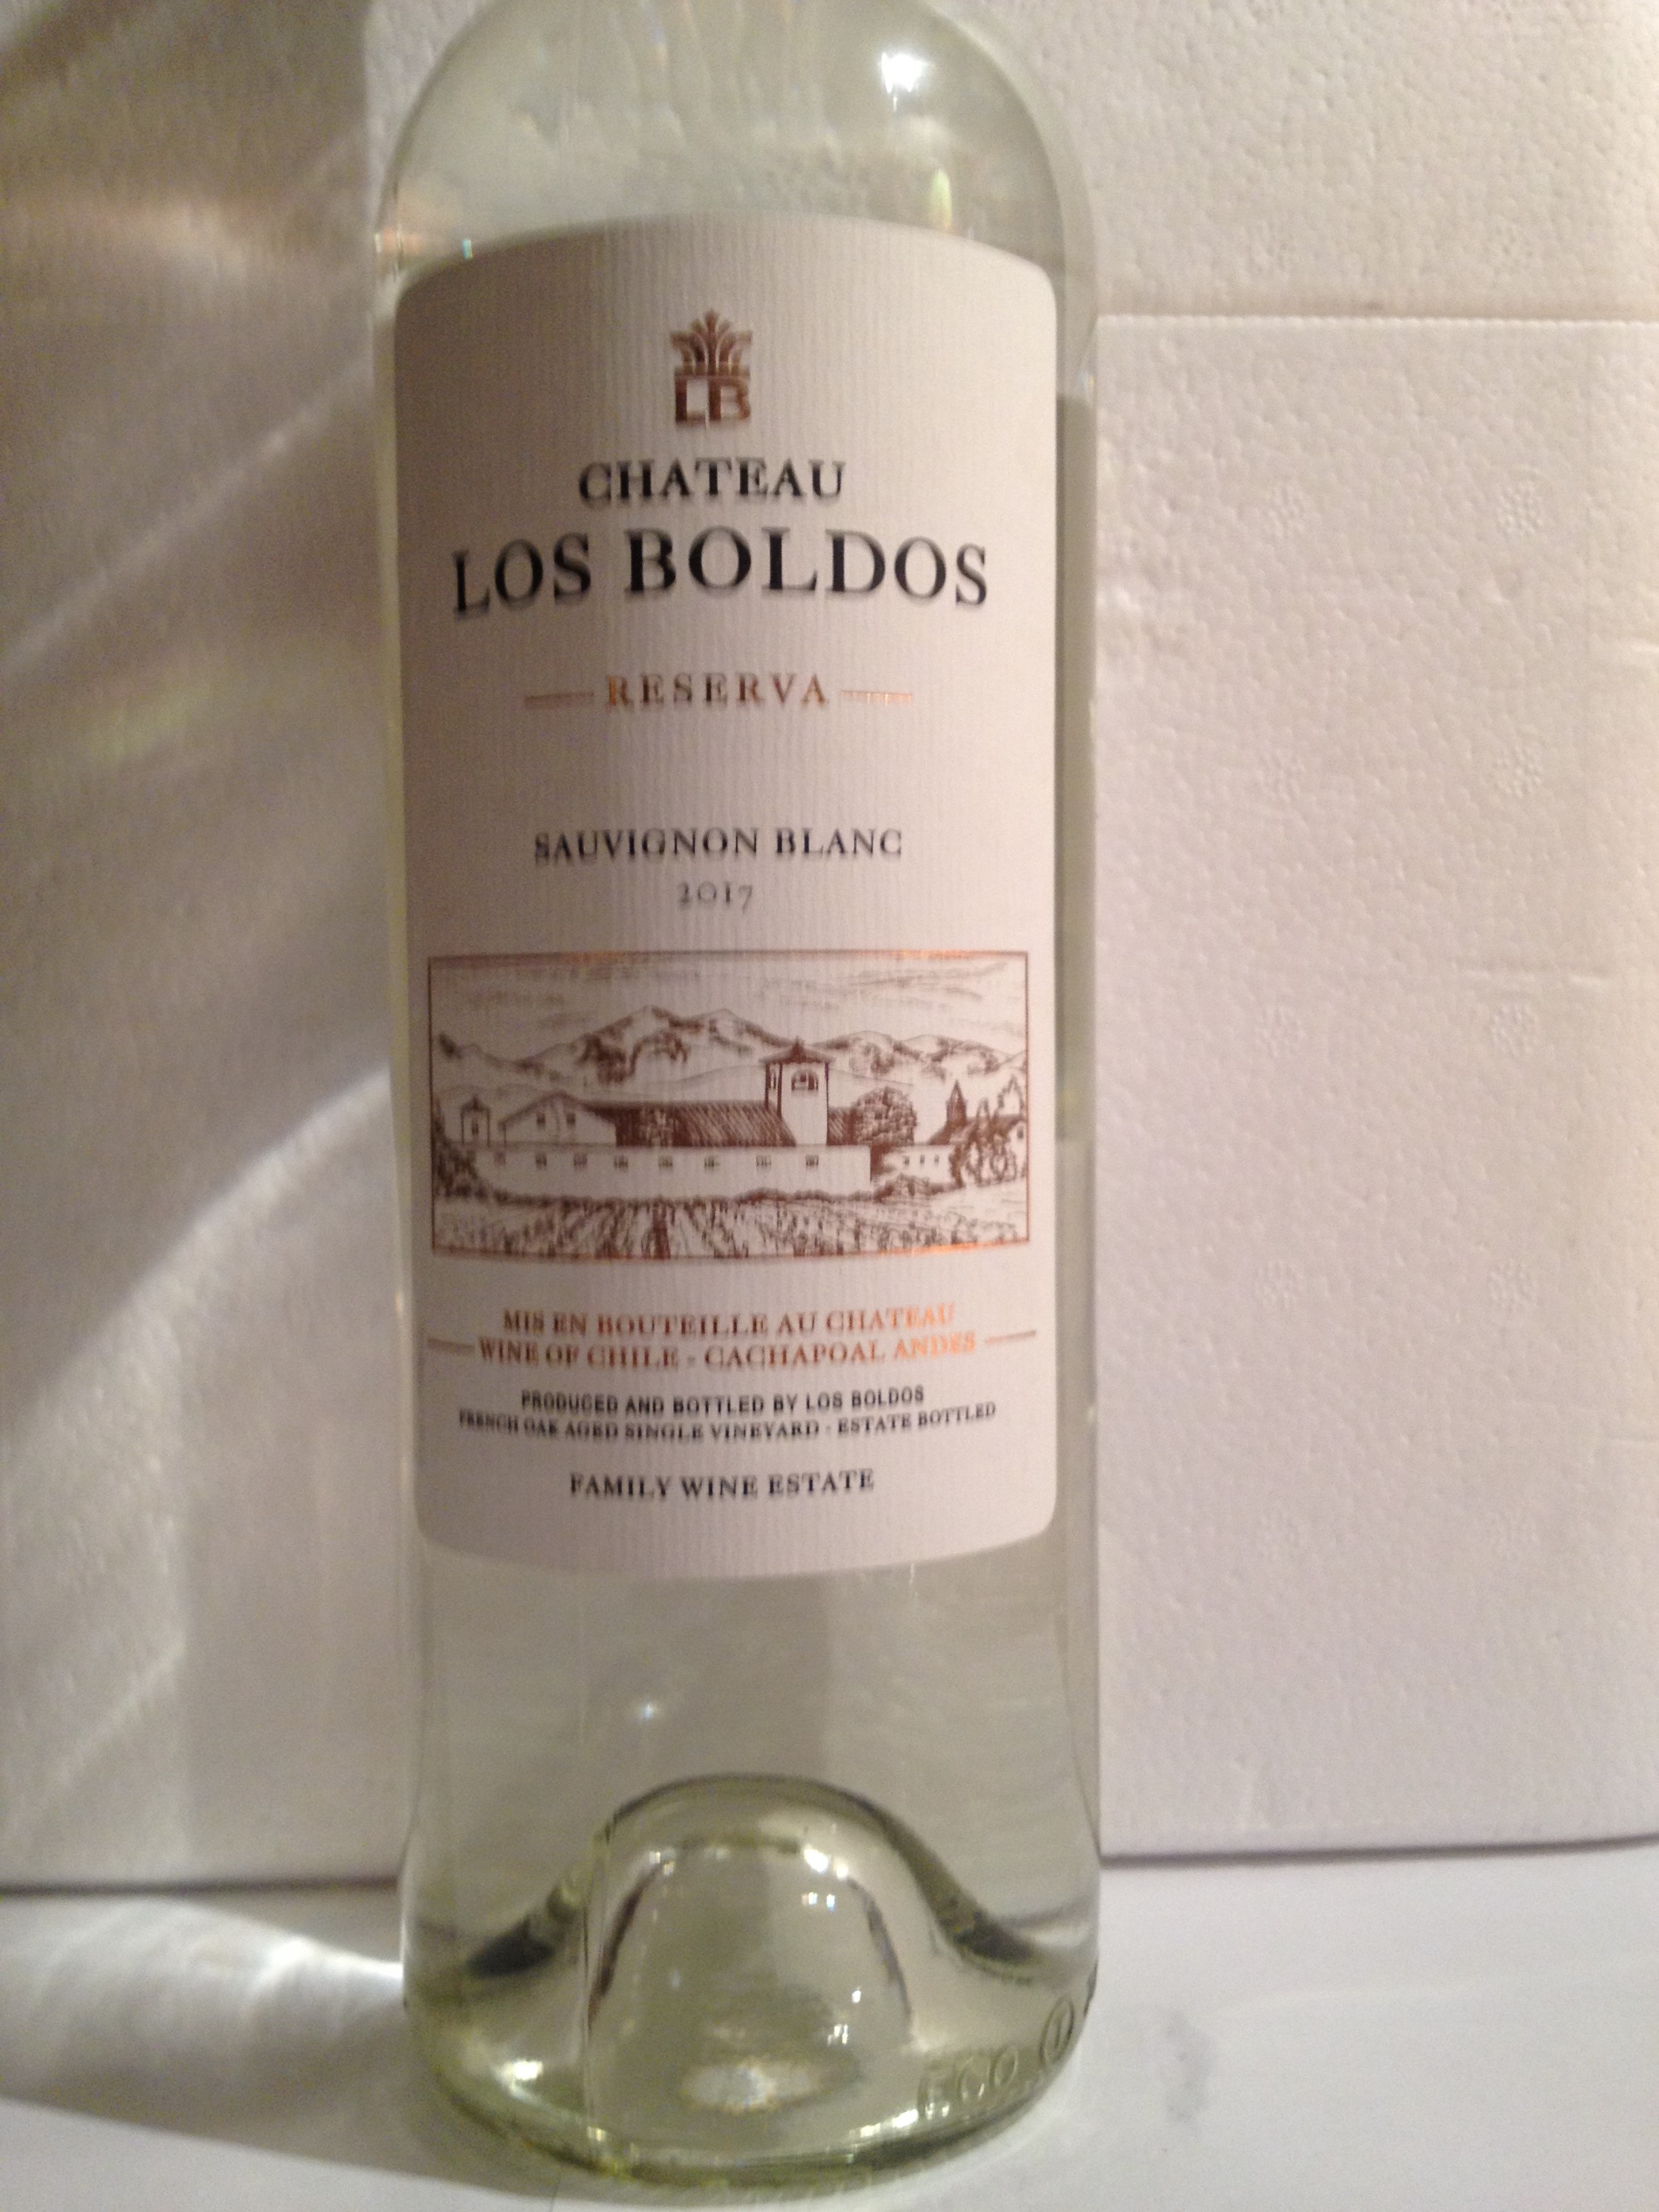 LB
CHATEAU
LOS BOLDOS
RESERVA
SAUVIGNON BLANC
2017
MIS EN BOUTEILLE AU CHATEAU
WINE OF CHILE - CACHAPOAL ANDES
PRODUCED AND BOTTLED BY LOS BOLDOS
FRENCH OAK AGED SINGLE VINEYARD - ESTATE BOTTLED
FAMILY WINE ESTATE
ECO